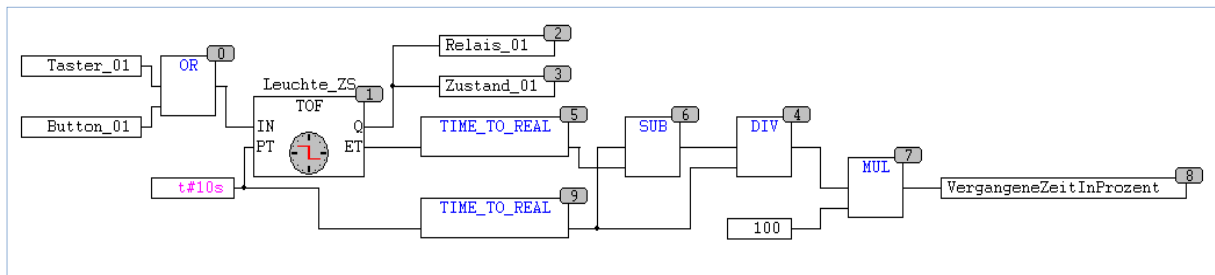 0
2
Relais_01
Taster_01
OR
Leuchte_ZS
3
Zustand_01
1
TOF
5
6
4
Button_01
IN
Q
TIME_TO_REAL
SUB
DIV
PT
ET
7
MUL
t#10s
9
8
VergangeneZeitInProzent
TIME_TO_REAL
100